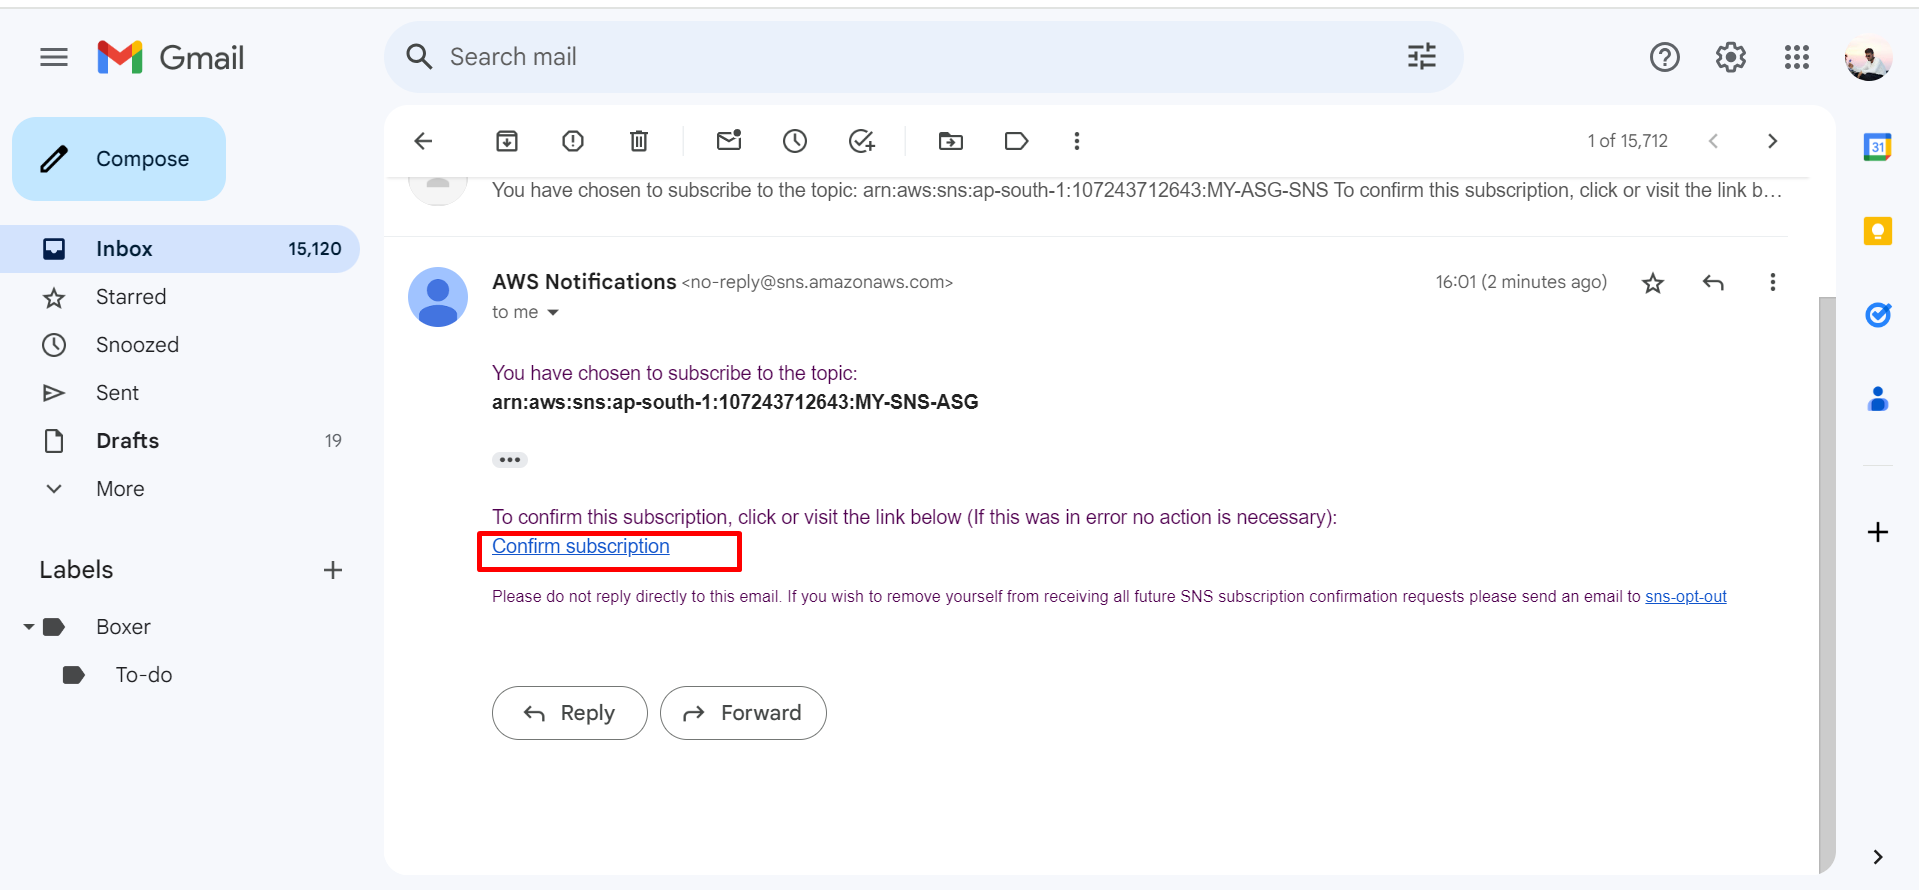 Gmail
Search mail
Compose
1 of 15,712
31
You have chosen to subscribe to the topic: arn:aws:sns:ap-south-1:107243712643:MY-ASG-SNS To confirm this subscription, click or visit the link b…
Inbox 15,120
Starred
Snoozed
Sent
Drafts 19
More
Labels
Boxer
To-do
AWS Notifications <no-reply@sns.amazonaws.com> 16:01 (2 minutes ago)
to me
You have chosen to subscribe to the topic:
arn:aws:sns:ap-south-1:107243712643:MY-SNS-ASG
To confirm this subscription, click or visit the link below (If this was in error no action is necessary):
Confirm subscription
Please do not reply directly to this email. If you wish to remove yourself from receiving all future SNS subscription confirmation requests please send an email to sns-opt-out
Reply Forward